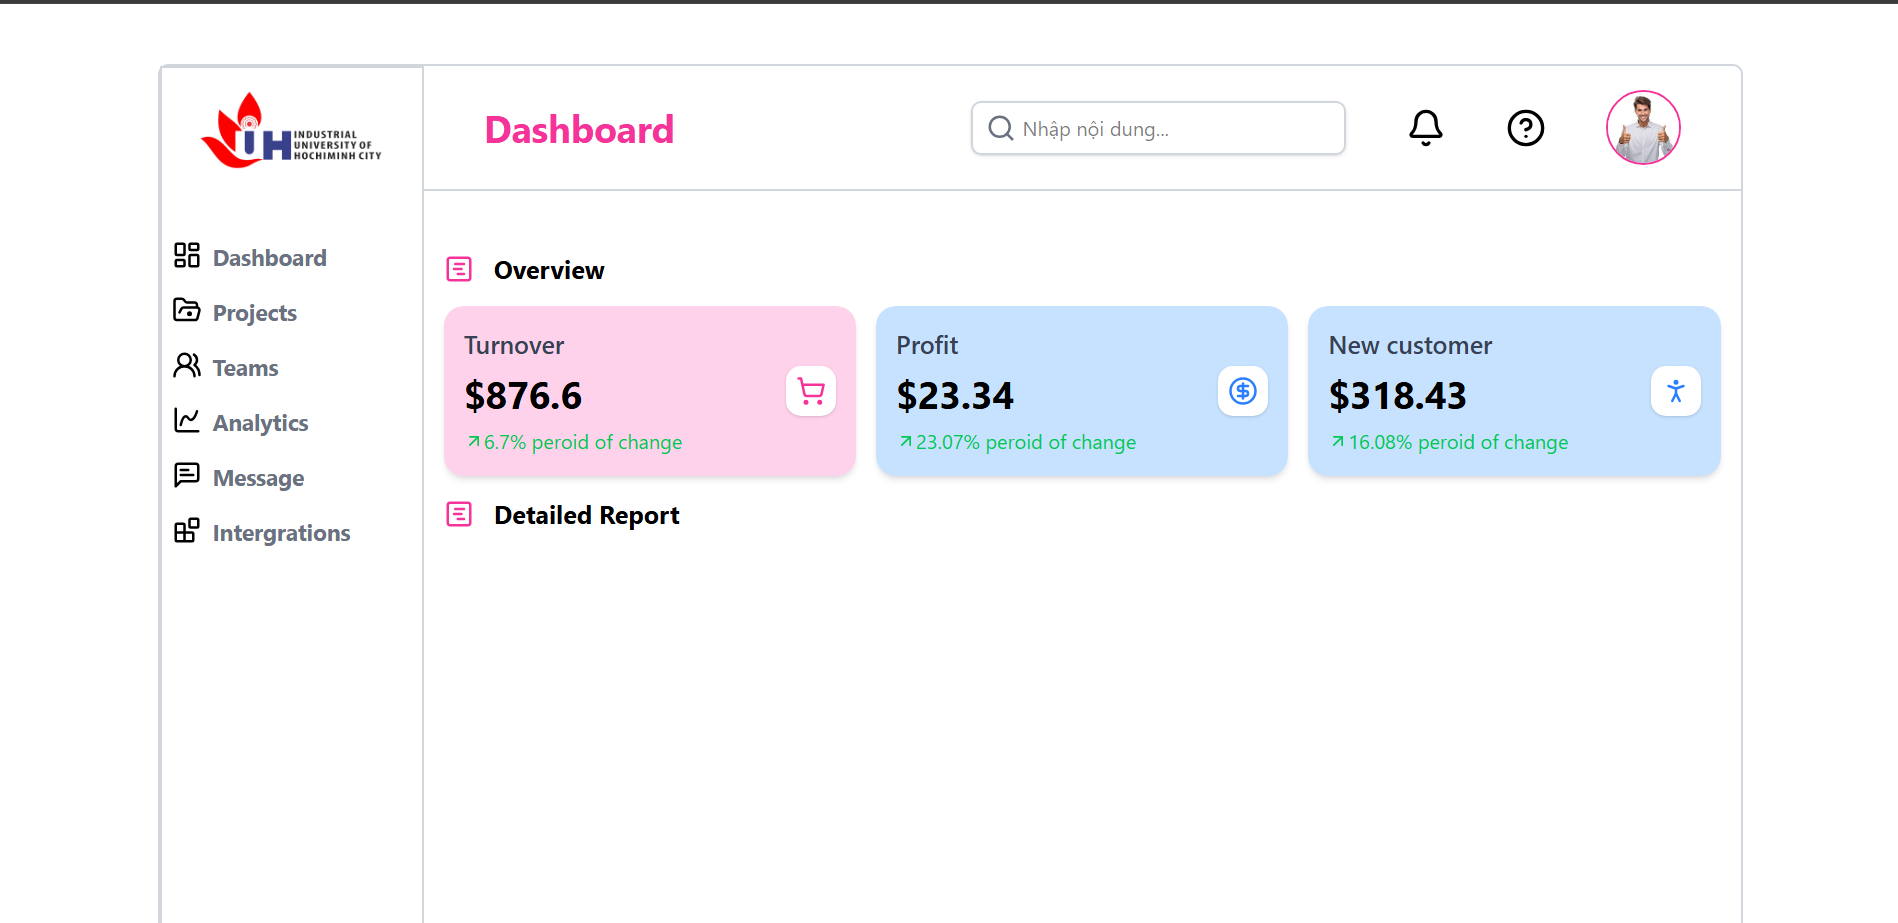 UH
INDUSTRIAL
UNIVERSITY OF
HOCHIMINH CITY
Dashboard
Projects
Teams
Analytics
Message
Intergrations
Dashboard
Nhập nội dung...
Overview
Turnover
$876.6
6.7% peroid of change
Profit
$23.34
23.07% peroid of change
New customer
$318.43
16.08% peroid of change
Detailed Report